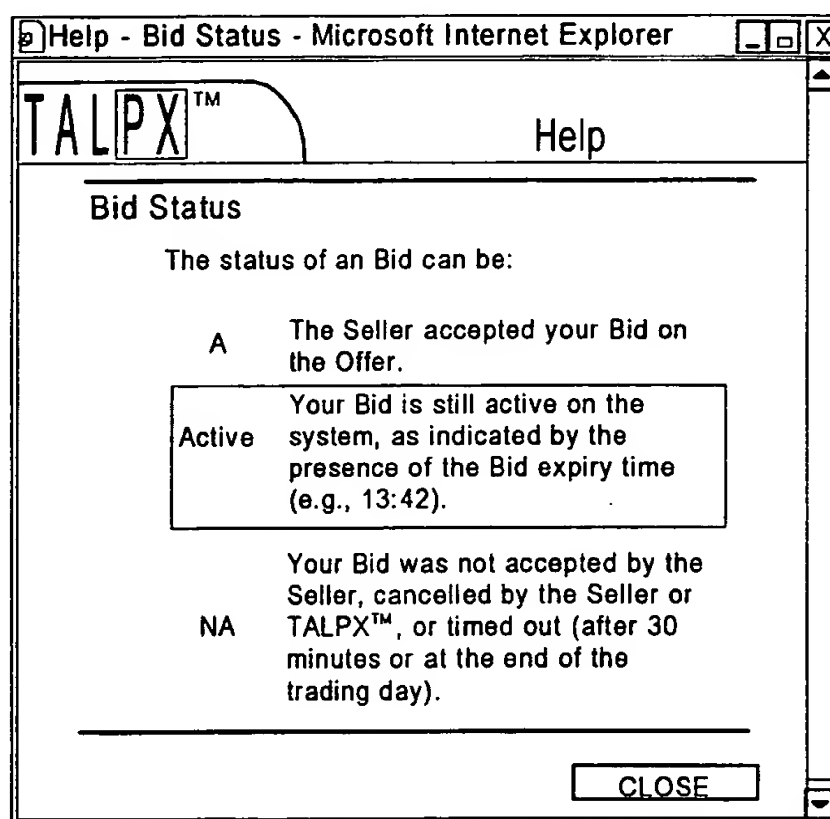 Help - Bid Status - Microsoft Internet Explorer
TALPX™
Help
Bid Status
The status of an Bid can be:
A The Seller accepted your Bid on
the Offer.
Your Bid is still active on the
Active system, as indicated by the
presence of the Bid expiry time
(e.g., 13:42).
Your Bid was not accepted by the
Seller, cancelled by the Seller or
NA TALPX™, or timed out (after 30
minutes or at the end of the
trading day).
CLOSE